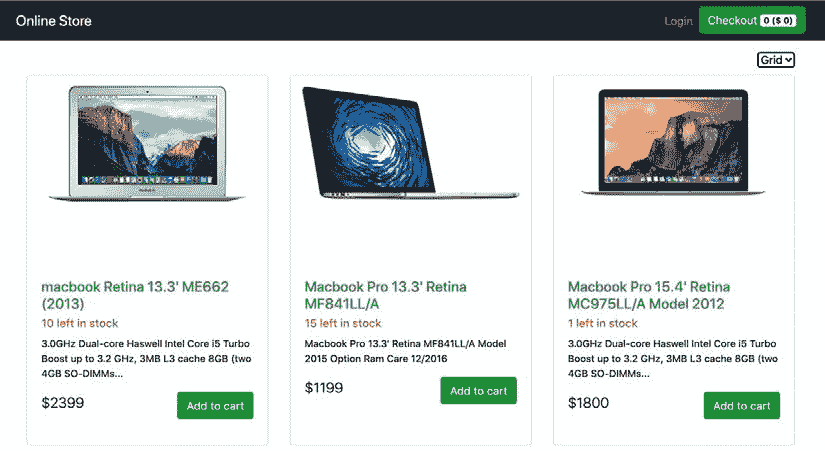 Online Store
Login
Checkout 0 ($ 0)
Grid
macbook Retina 13.3' ME662
(2013)
10 left in stock
3.0GHz Dual-core Haswell Intel Core i5 Turbo
Boost up to 3.2 GHz, 3MB L3 cache 8GB (two
4GB SO-DIMMs...
$2399
Add to cart
Macbook Pro 13.3' Retina
MF841LL/A
15 left in stock
Macbook Pro 13.3' Retina MF841LL/A Model
2015 Option Ram Care 12/2016
$1199
Add to cart
Macbook Pro 15.4' Retina
MC975LL/A Model 2012
1 left in stock
3.0GHz Dual-core Haswell Intel Core i5 Turbo
Boost up to 3.2 GHz, 3MB L3 cache 8GB (two
4GB SO-DIMMs...
$1800
Add to cart